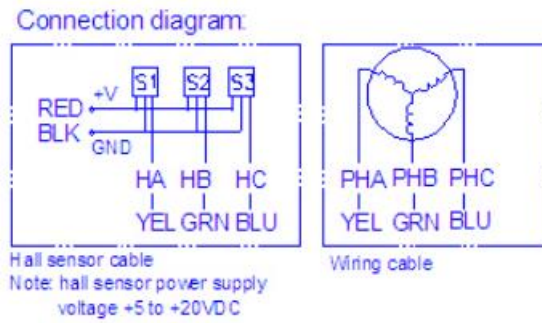 Connection diagram:
S1 S2 S3
+V
RED
BLK
GND
HA HB HC
YEL GRN BLU
Hall sensor cable
Note: hall sensor power supply
voltage +5 to +20VDC
PHA PHB PHC
YEL GRN BLU
Wiring cable